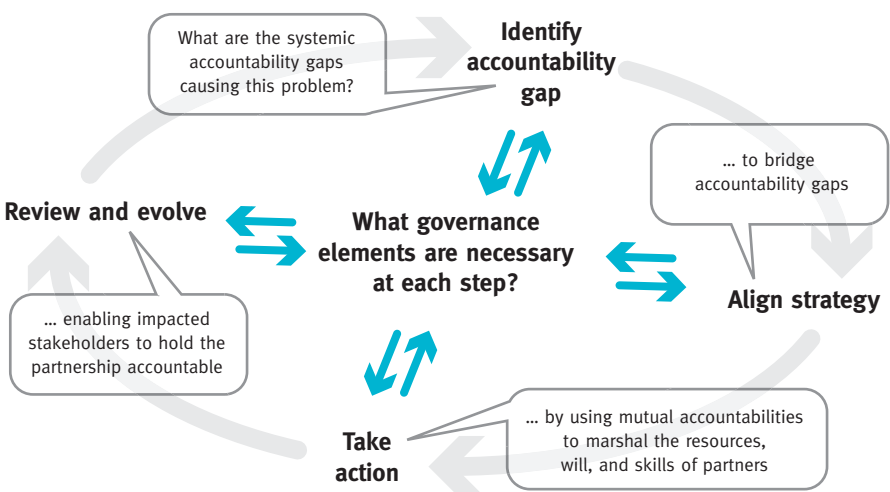 What are the systemic
accountability gaps
causing this problem?
Identify
accountability
gap
... to bridge
accountability gaps
Review and evolve
What governance
elements are necessary
at each step?
Align strategy
... enabling impacted
stakeholders to hold the
partnership accountable
Take
action
... by using mutual accountabilities
to marshal the resources,
will, and skills of partners